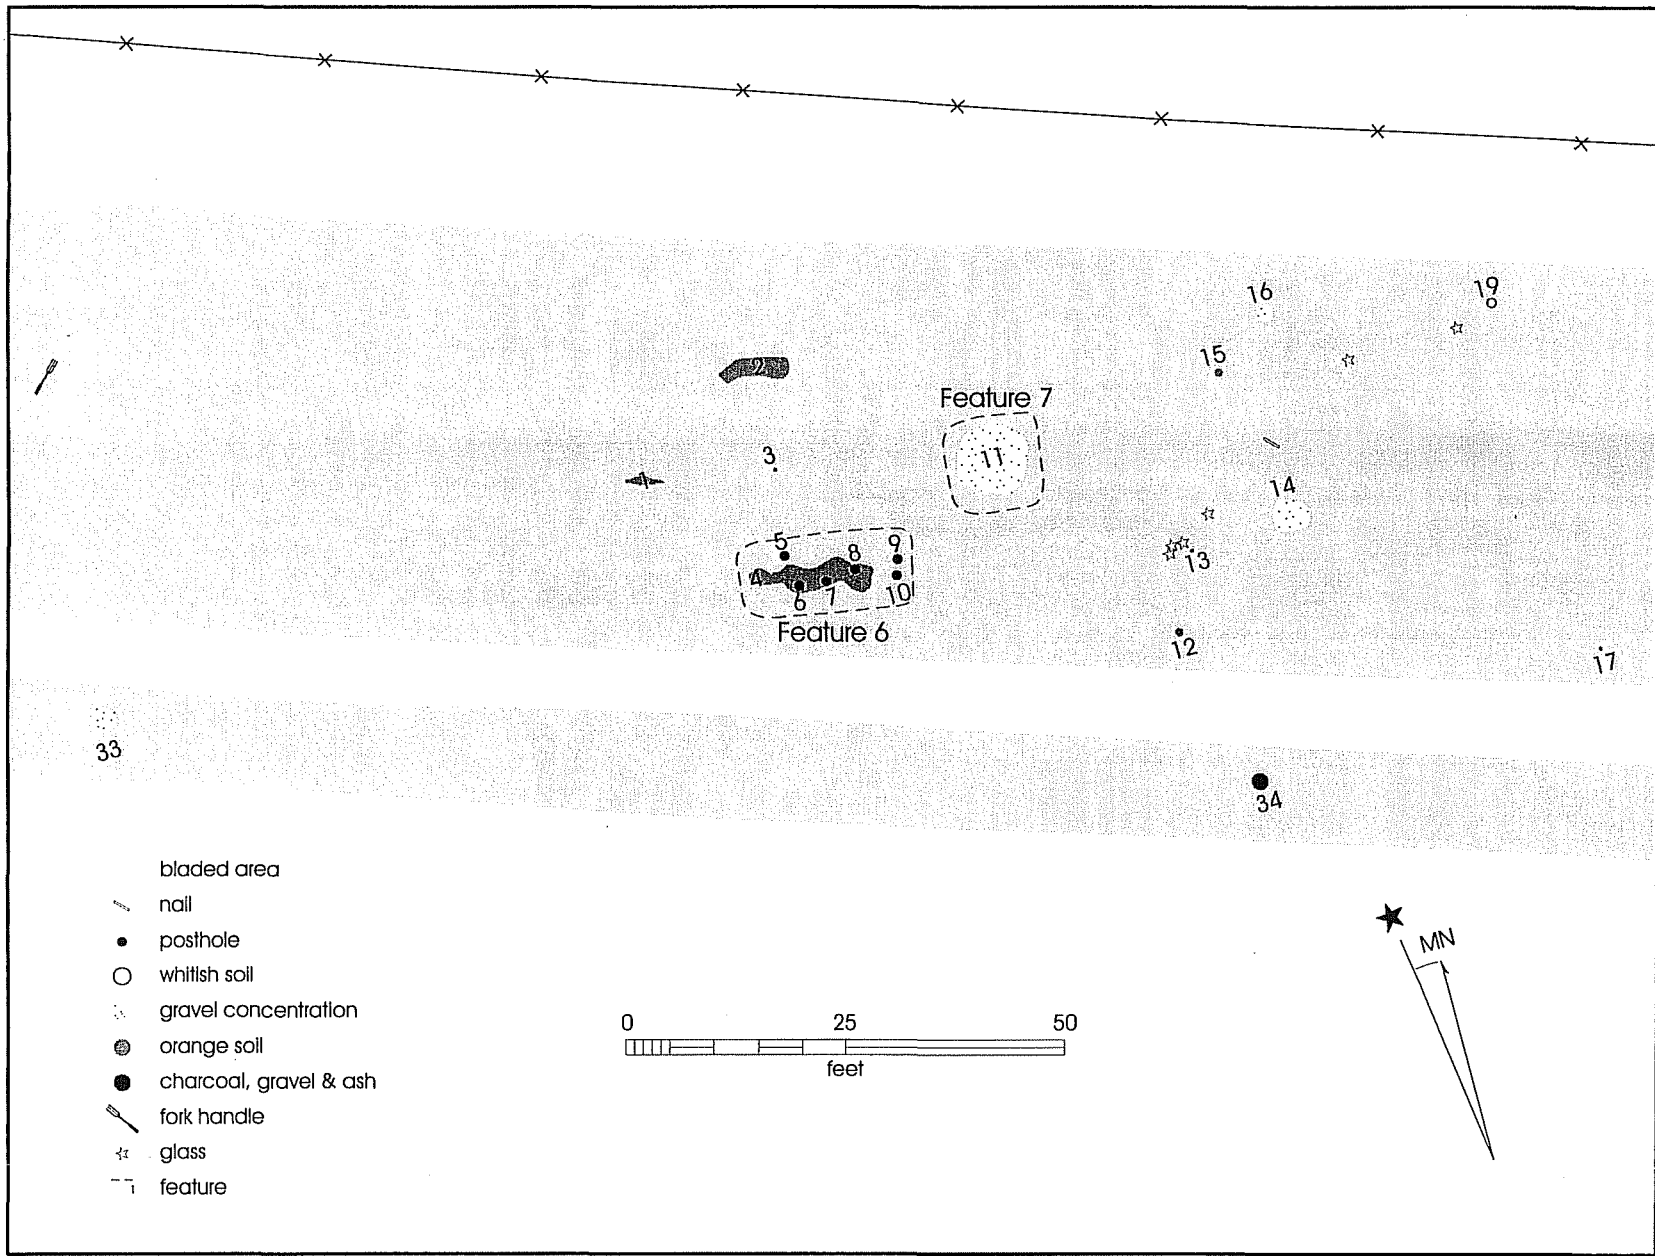 16
19
15
2
Feature 7
3
11
1
14
5
8
9
13
4
6
7
10
Feature 6
12
17
33
34
bladed area
nail
posthole
whitish soil
gravel concentration
orange soil
charcoal, gravel & ash
fork handle
glass
feature
MN
0 25 50
feet